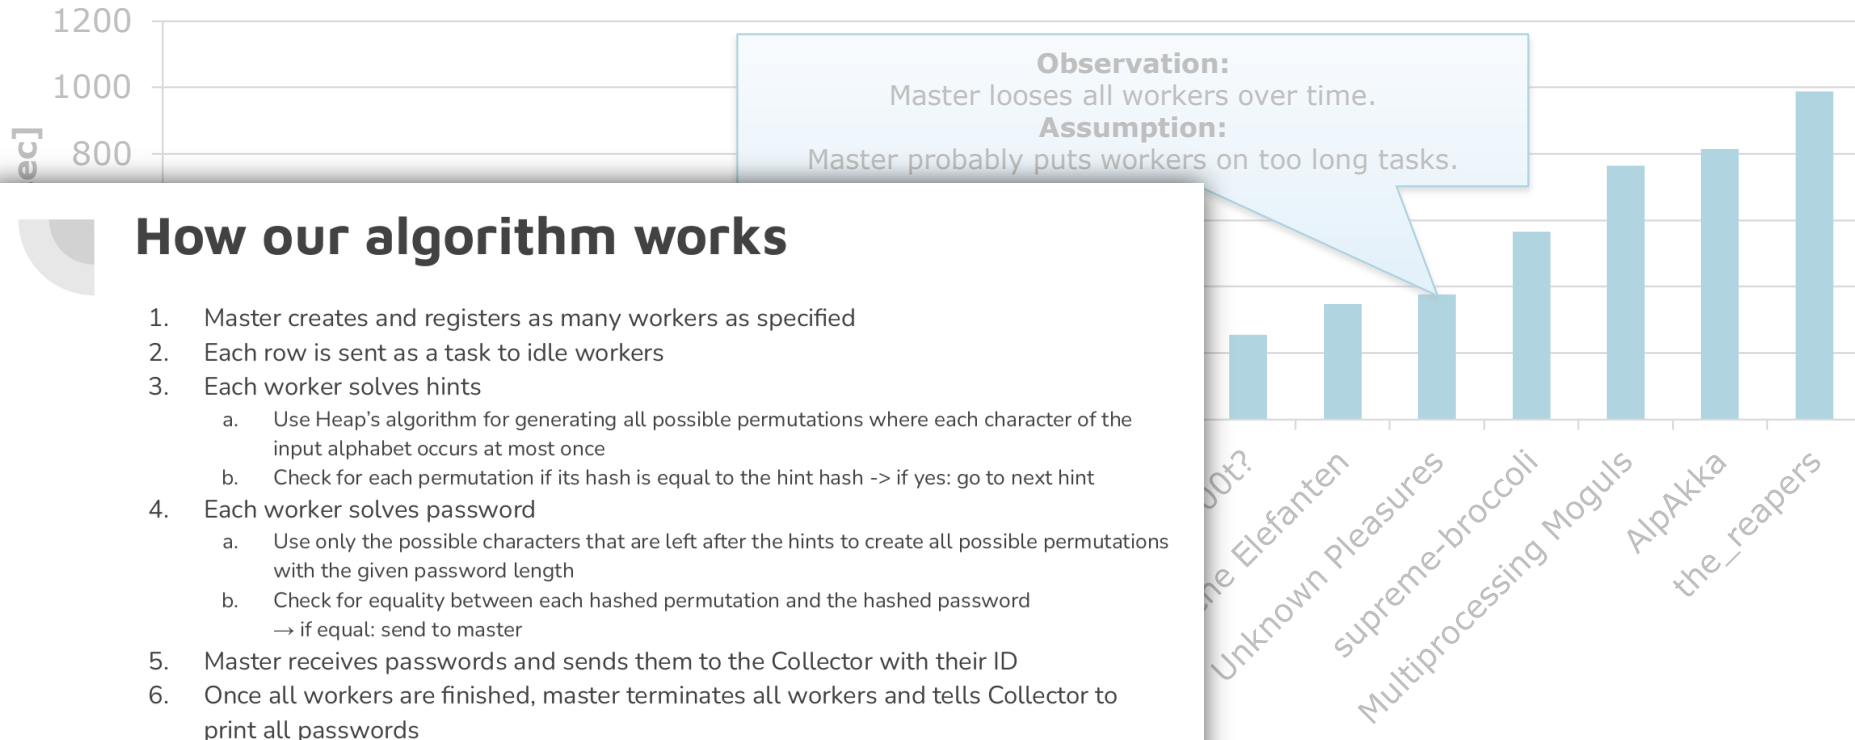 1200
1000
800
ec]
Observation:
Master looses all workers over time.
Assumption:
Master probably puts workers on too long tasks.
How our algorithm works
1. Master creates and registers as many workers as specified
2. Each row is sent as a task to idle workers
3. Each worker solves hints
a. Use Heap’s algorithm for generating all possible permutations where each character of the
input alphabet occurs at most once
b. Check for each permutation if its hash is equal to the hint hash -> if yes: go to next hint
4. Each worker solves password
a. Use only the possible characters that are left after the hints to create all possible permutations
with the given password length
b. Check for equality between each hashed permutation and the hashed password
→ if equal: send to master
5. Master receives passwords and sends them to the Collector with their ID
6. Once all workers are finished, master terminates all workers and tells Collector to
print all passwords
00t?
ne Elefanten
Unknown Pleasures
supreme-broccoli
Multiprocessing Moguls
AlpAkka
the_reapers